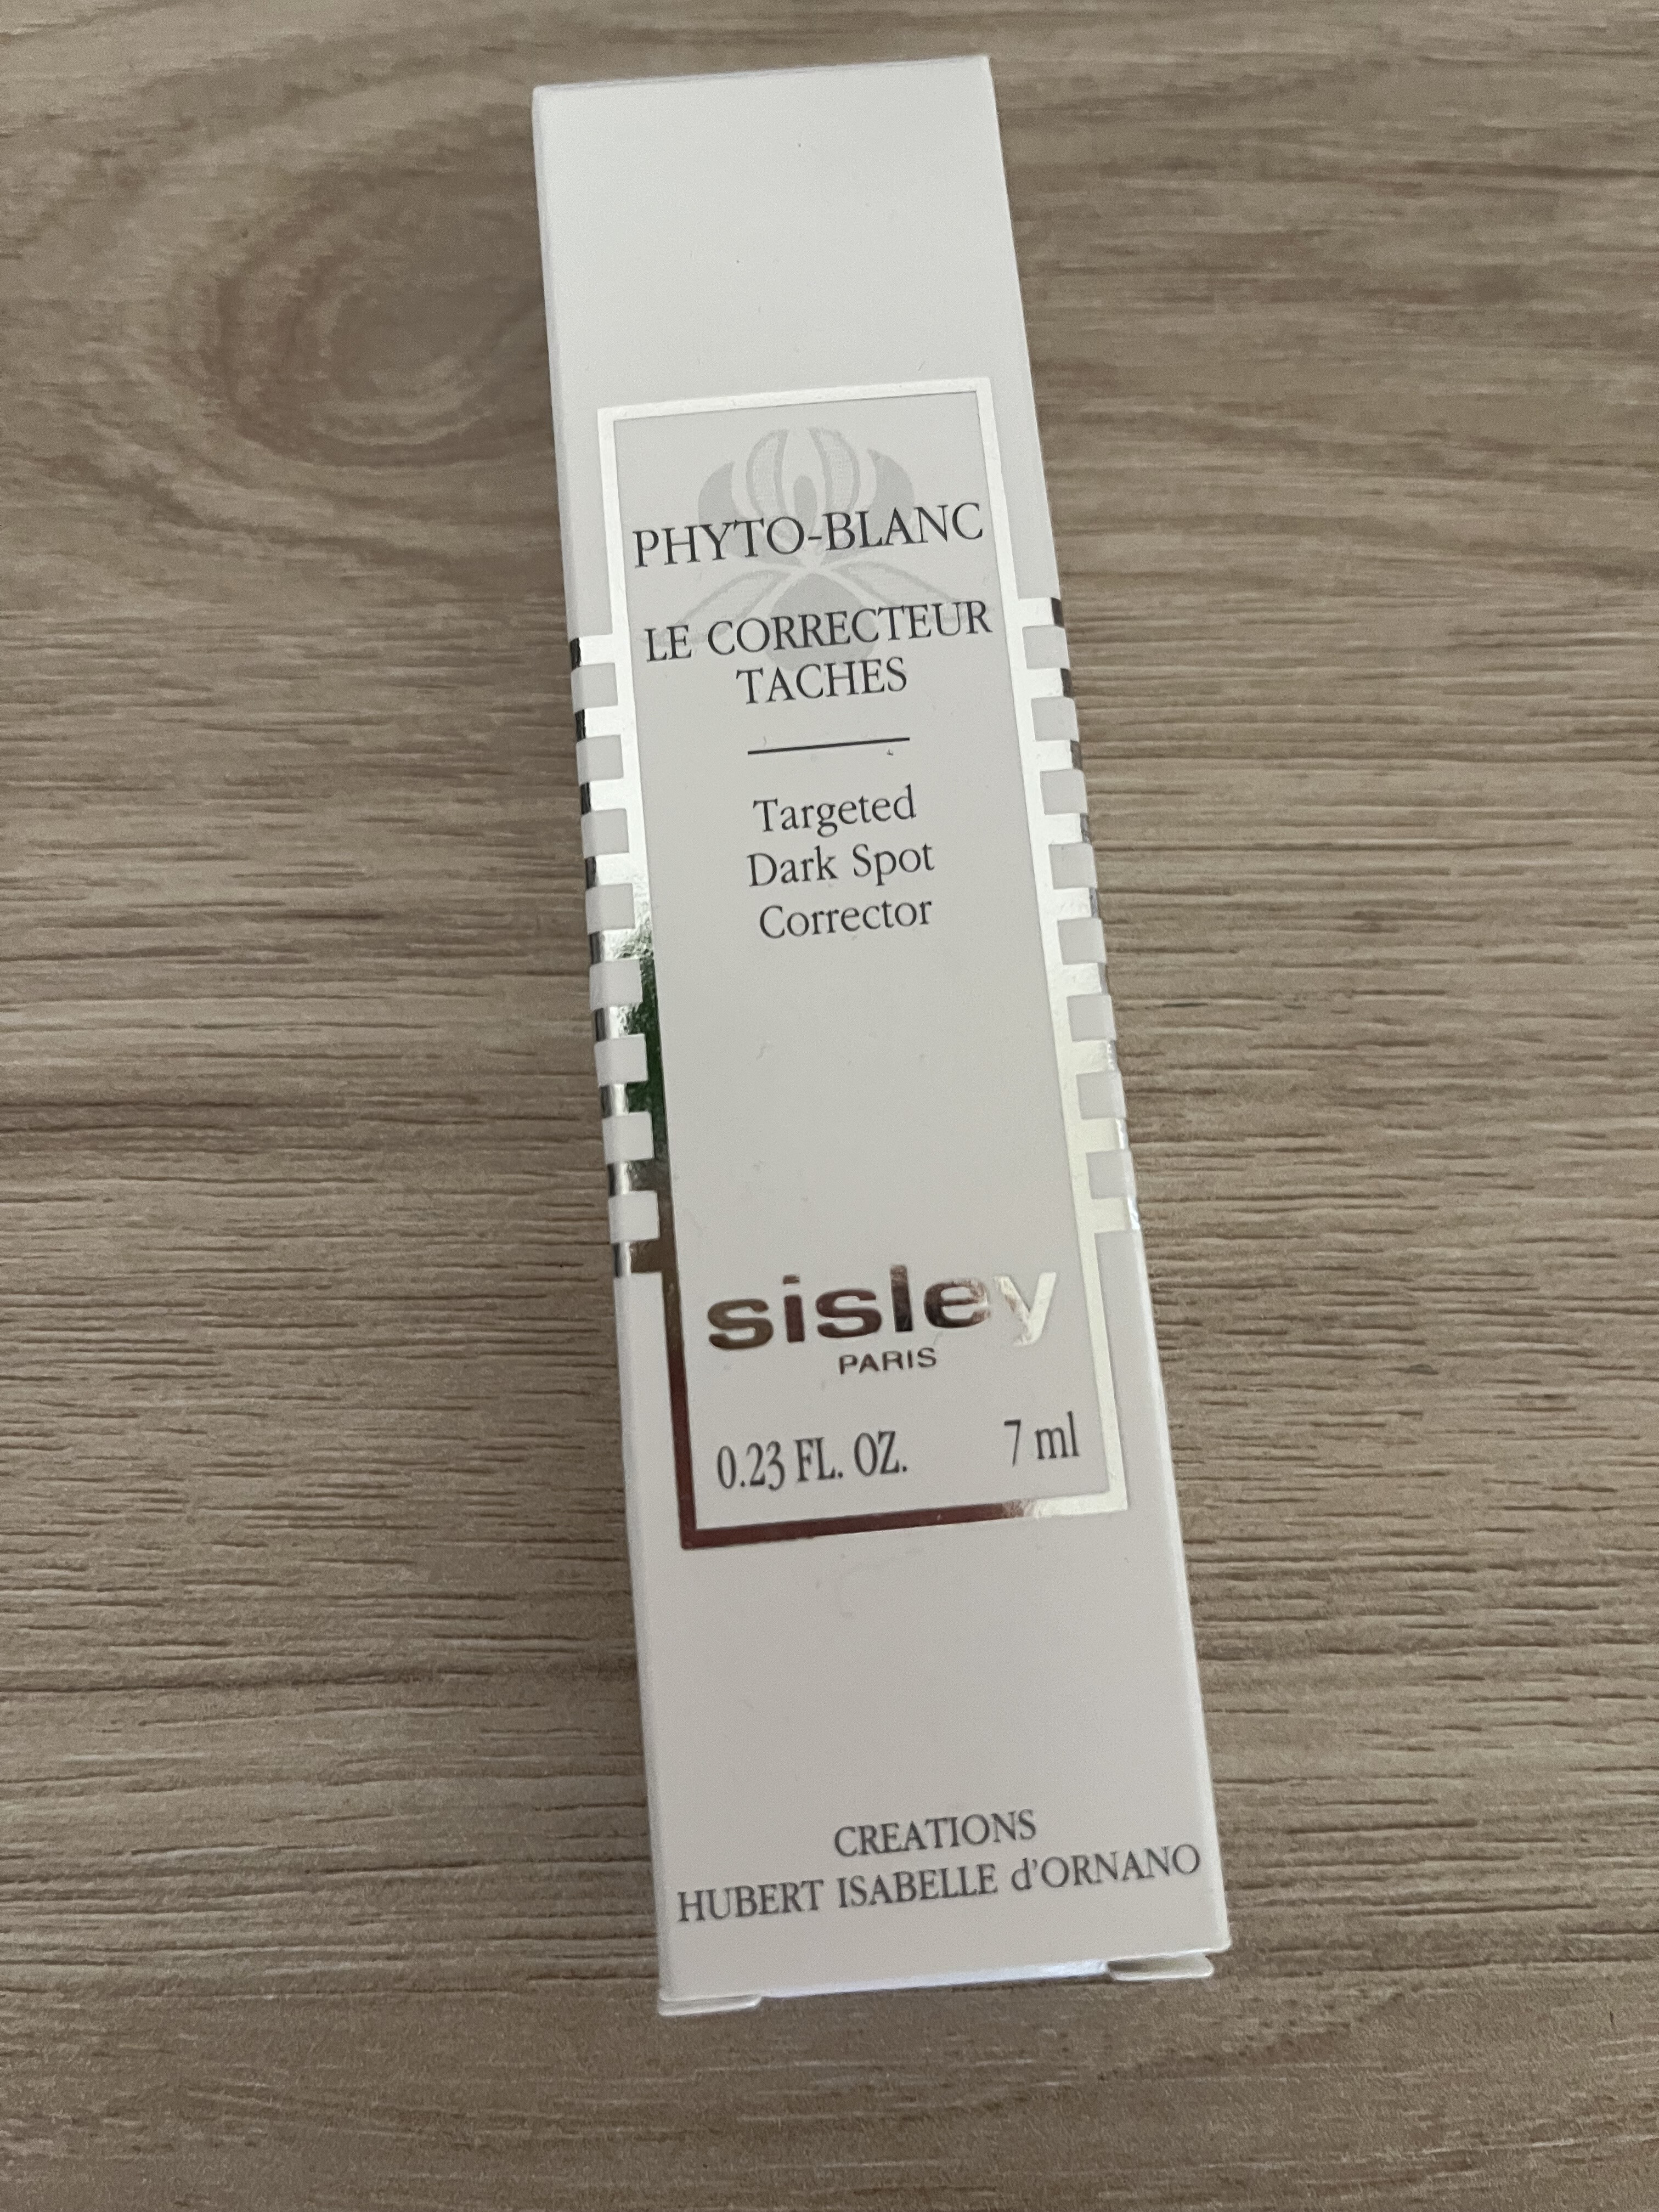 PHYTO-BLANC
LE CORRECTEUR
TACHES
Targeted
Dark Spot
Corrector
sisley
PARIS
0.23 FL. OZ. 7 ml
CREATIONS
HUBERT ISABELLE d'ORNANO